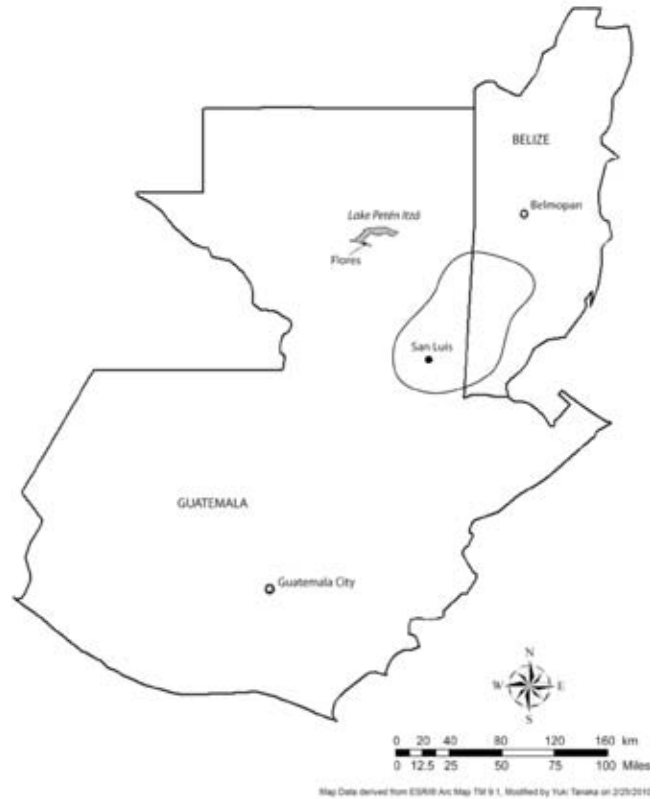 BELIZE
Belmopan
Lake Petén Itzá
Flores
San Luis
GUATEMALA
Guatemala City
N
W E
S
0 20 40 80 120 160 km
0 12.5 25 50 75 100 Miles
Map Data derived from ESRI® Arc Map TM 9.1, Modified by Yuki Tanaka on 2/25/2010